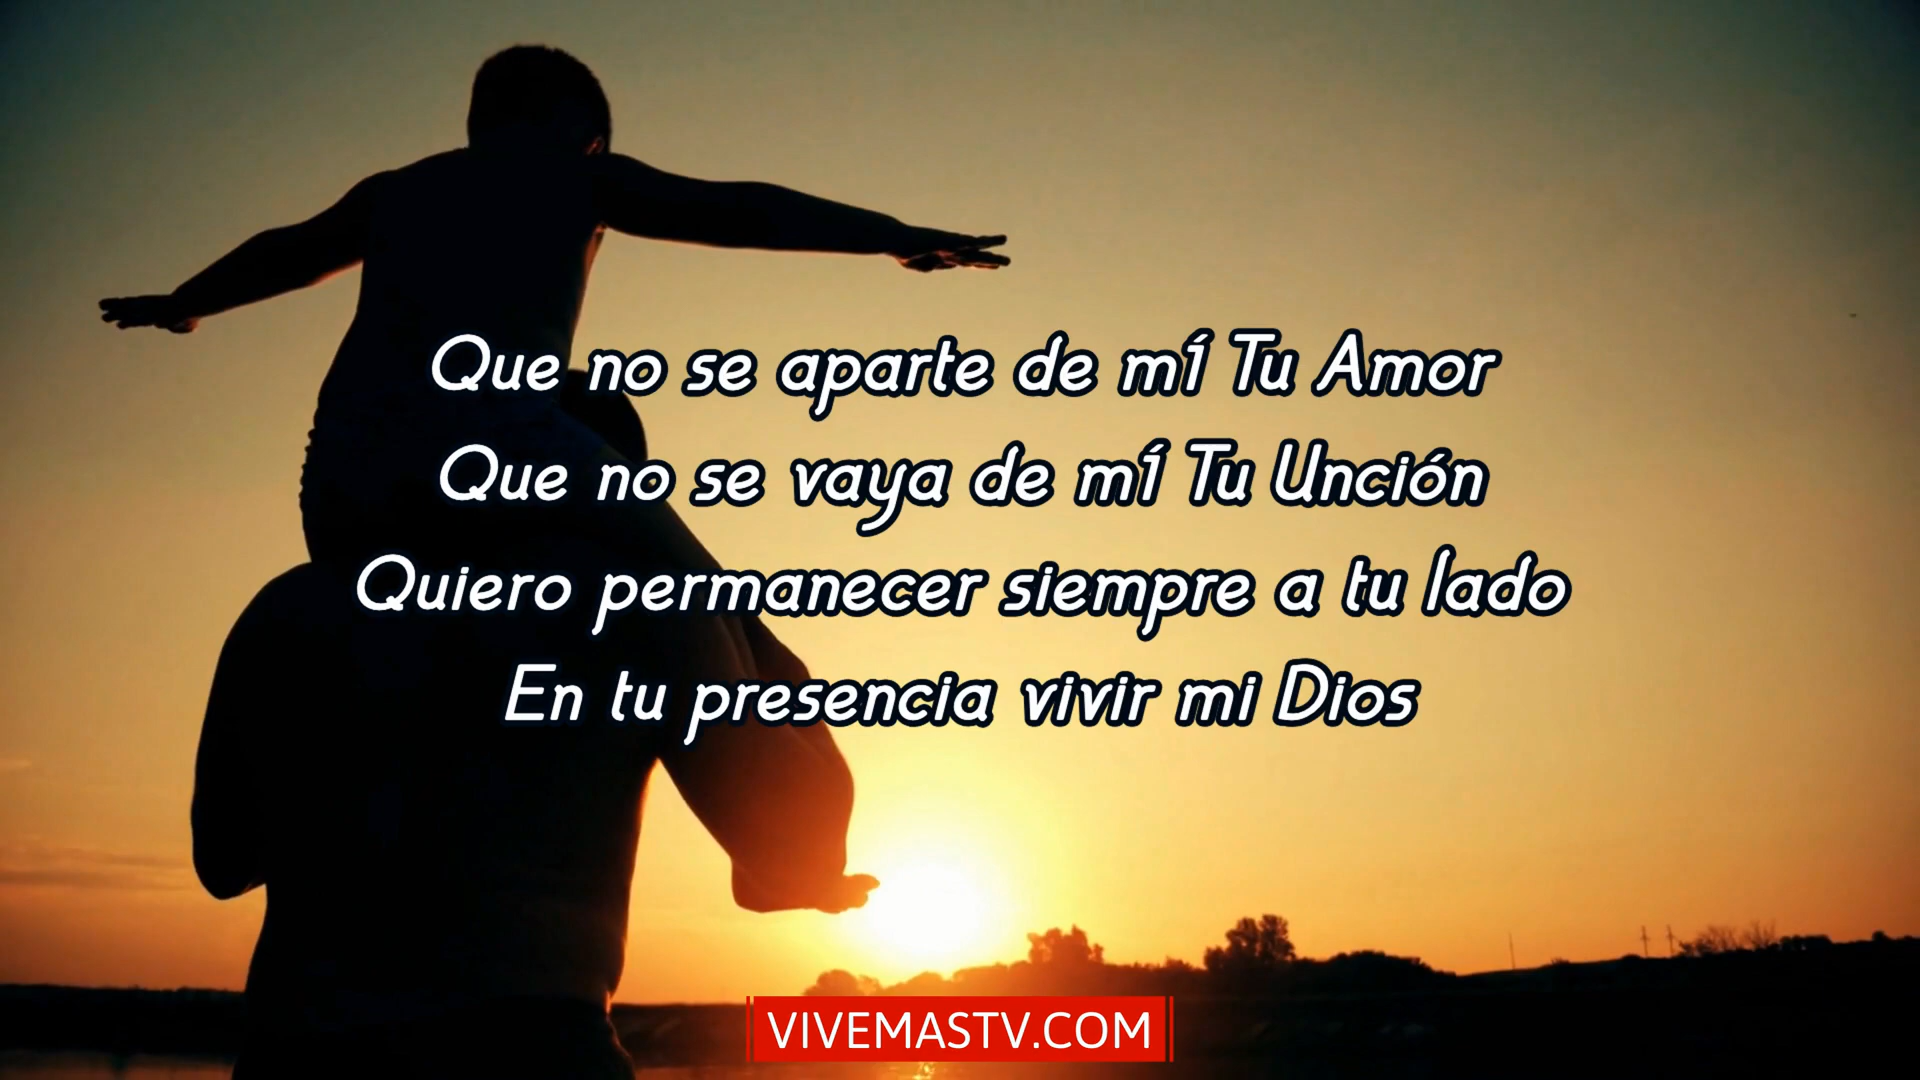 Que no se aparte de mí Tu Amor
Que no se vaya de mí Tu Unción
Quiero permanecer siempre a tu lado
En tu presencia vivir mi Dios
VIVEMASTV.COM